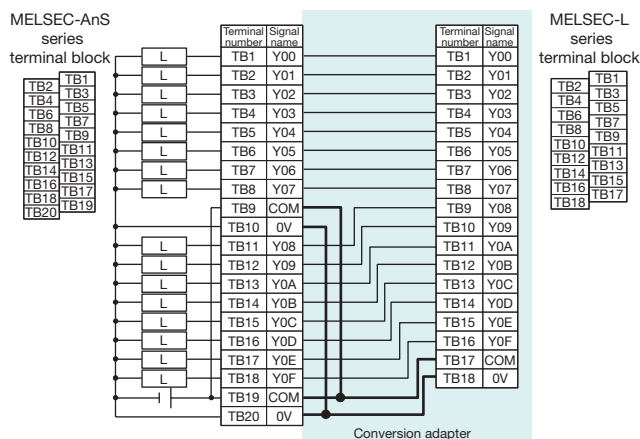 MELSEC-AnS
series
terminal block
TB1
TB2
TB3
TB4
TB5
TB6
TB7
TB8
TB9
TB10
TB11
TB12
TB13
TB14
TB15
TB16
TB17
TB18
TB19
TB20
Terminal number Signal name
L TB1 Y00
L TB2 Y01
L TB3 Y02
L TB4 Y03
L TB5 Y04
L TB6 Y05
L TB7 Y06
L TB8 Y07
TB9 COM
TB10 0V
L TB11 Y08
L TB12 Y09
L TB13 Y0A
L TB14 Y0B
L TB15 Y0C
L TB16 Y0D
L TB17 Y0E
L TB18 Y0F
TB19 COM
TB20 0V
Terminal number Signal name
TB1 Y00
TB2 Y01
TB3 Y02
TB4 Y03
TB5 Y04
TB6 Y05
TB7 Y06
TB8 Y07
TB9 Y08
TB10 Y09
TB11 Y0A
TB12 Y0B
TB13 Y0C
TB14 Y0D
TB15 Y0E
TB16 Y0F
TB17 COM
TB18 0V
Conversion adapter
MELSEC-L
series
terminal block
TB1
TB2
TB3
TB4
TB5
TB6
TB7
TB8
TB9
TB10
TB11
TB12
TB13
TB14
TB15
TB16
TB17
TB18